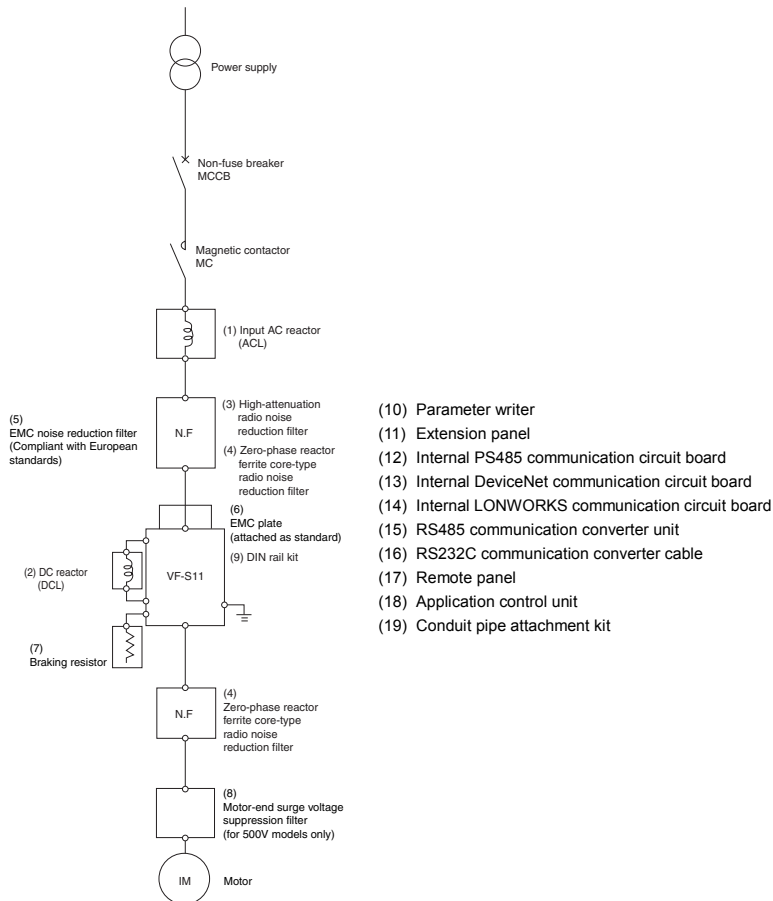 Power supply
Non-fuse breaker
MCCB
Magnetic contactor
MC
(1) Input AC reactor
(ACL)
(3) High-attenuation
radio noise
reduction filter
(4) Zero-phase reactor
ferrite core-type
radio noise
reduction filter
(5)
EMC noise reduction filter
(Compliant with European
standards)
N.F
(6)
EMC plate
(attached as standard)
(9) DIN rail kit
(2) DC reactor
(DCL)
VF-S11
(7)
Braking resistor
N.F
(4)
Zero-phase reactor
ferrite core-type
radio noise
reduction filter
(8)
Motor-end surge voltage
suppression filter
(for 500V models only)
IM
Motor
(10) Parameter writer
(11) Extension panel
(12) Internal PS485 communication circuit board
(13) Internal DeviceNet communication circuit board
(14) Internal LONWORKS communication circuit board
(15) RS485 communication converter unit
(16) RS232C communication converter cable
(17) Remote panel
(18) Application control unit
(19) Conduit pipe attachment kit